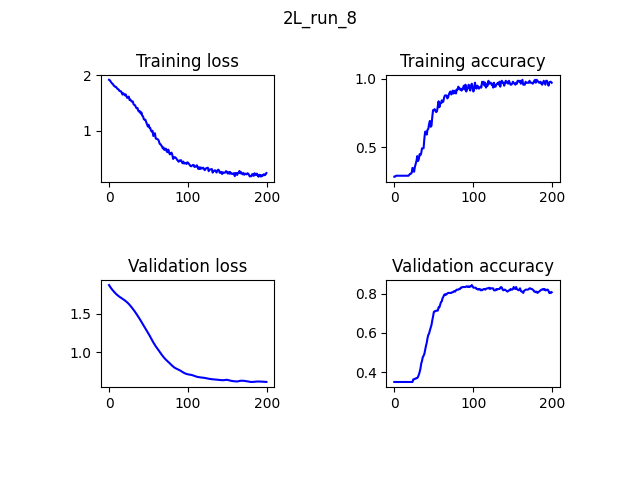 2L_run_8
Training loss
Training accuracy
2
1
0 100 200
1.0
0.5
0 100 200
Validation loss
Validation accuracy
1.5
1.0
0 100 200
0.8
0.6
0.4
0 100 200